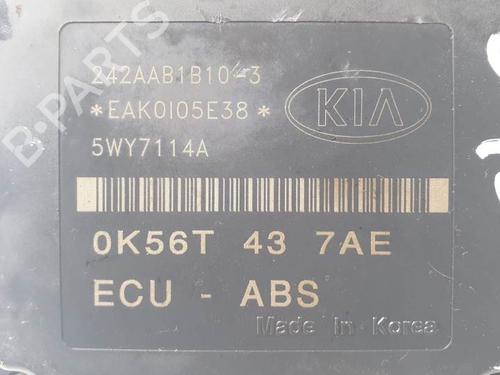 242AAB1B10-3
*EAK0I05E38*
KIA
5WY7114A
0K56T 43 7AE
ECU - ABS
Made In Korea
B-PARTS